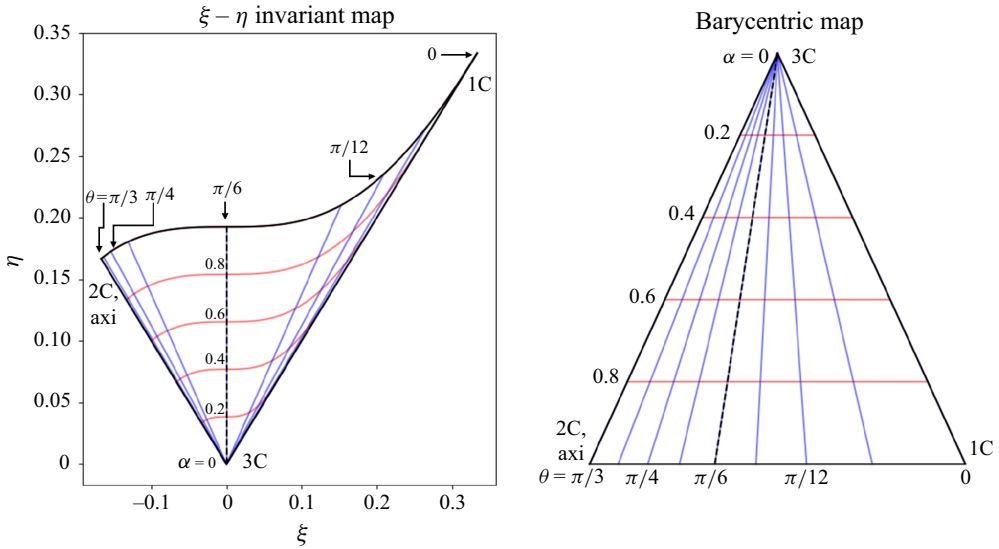 ξ – η invariant map
0.35
0.30
0.25
0.20
0.15
0.10
0.05
0
η
–0.1
0
0.1
0.2
0.3
ξ
0
1C
π/12
π/6
θ = π/3
π/4
2C,
axi
0.8
0.6
0.4
0.2
α = 0
3C
Barycentric map
α = 0
3C
0.2
0.4
0.6
0.8
2C,
axi
1C
θ = π/3
π/4
π/6
π/12
0